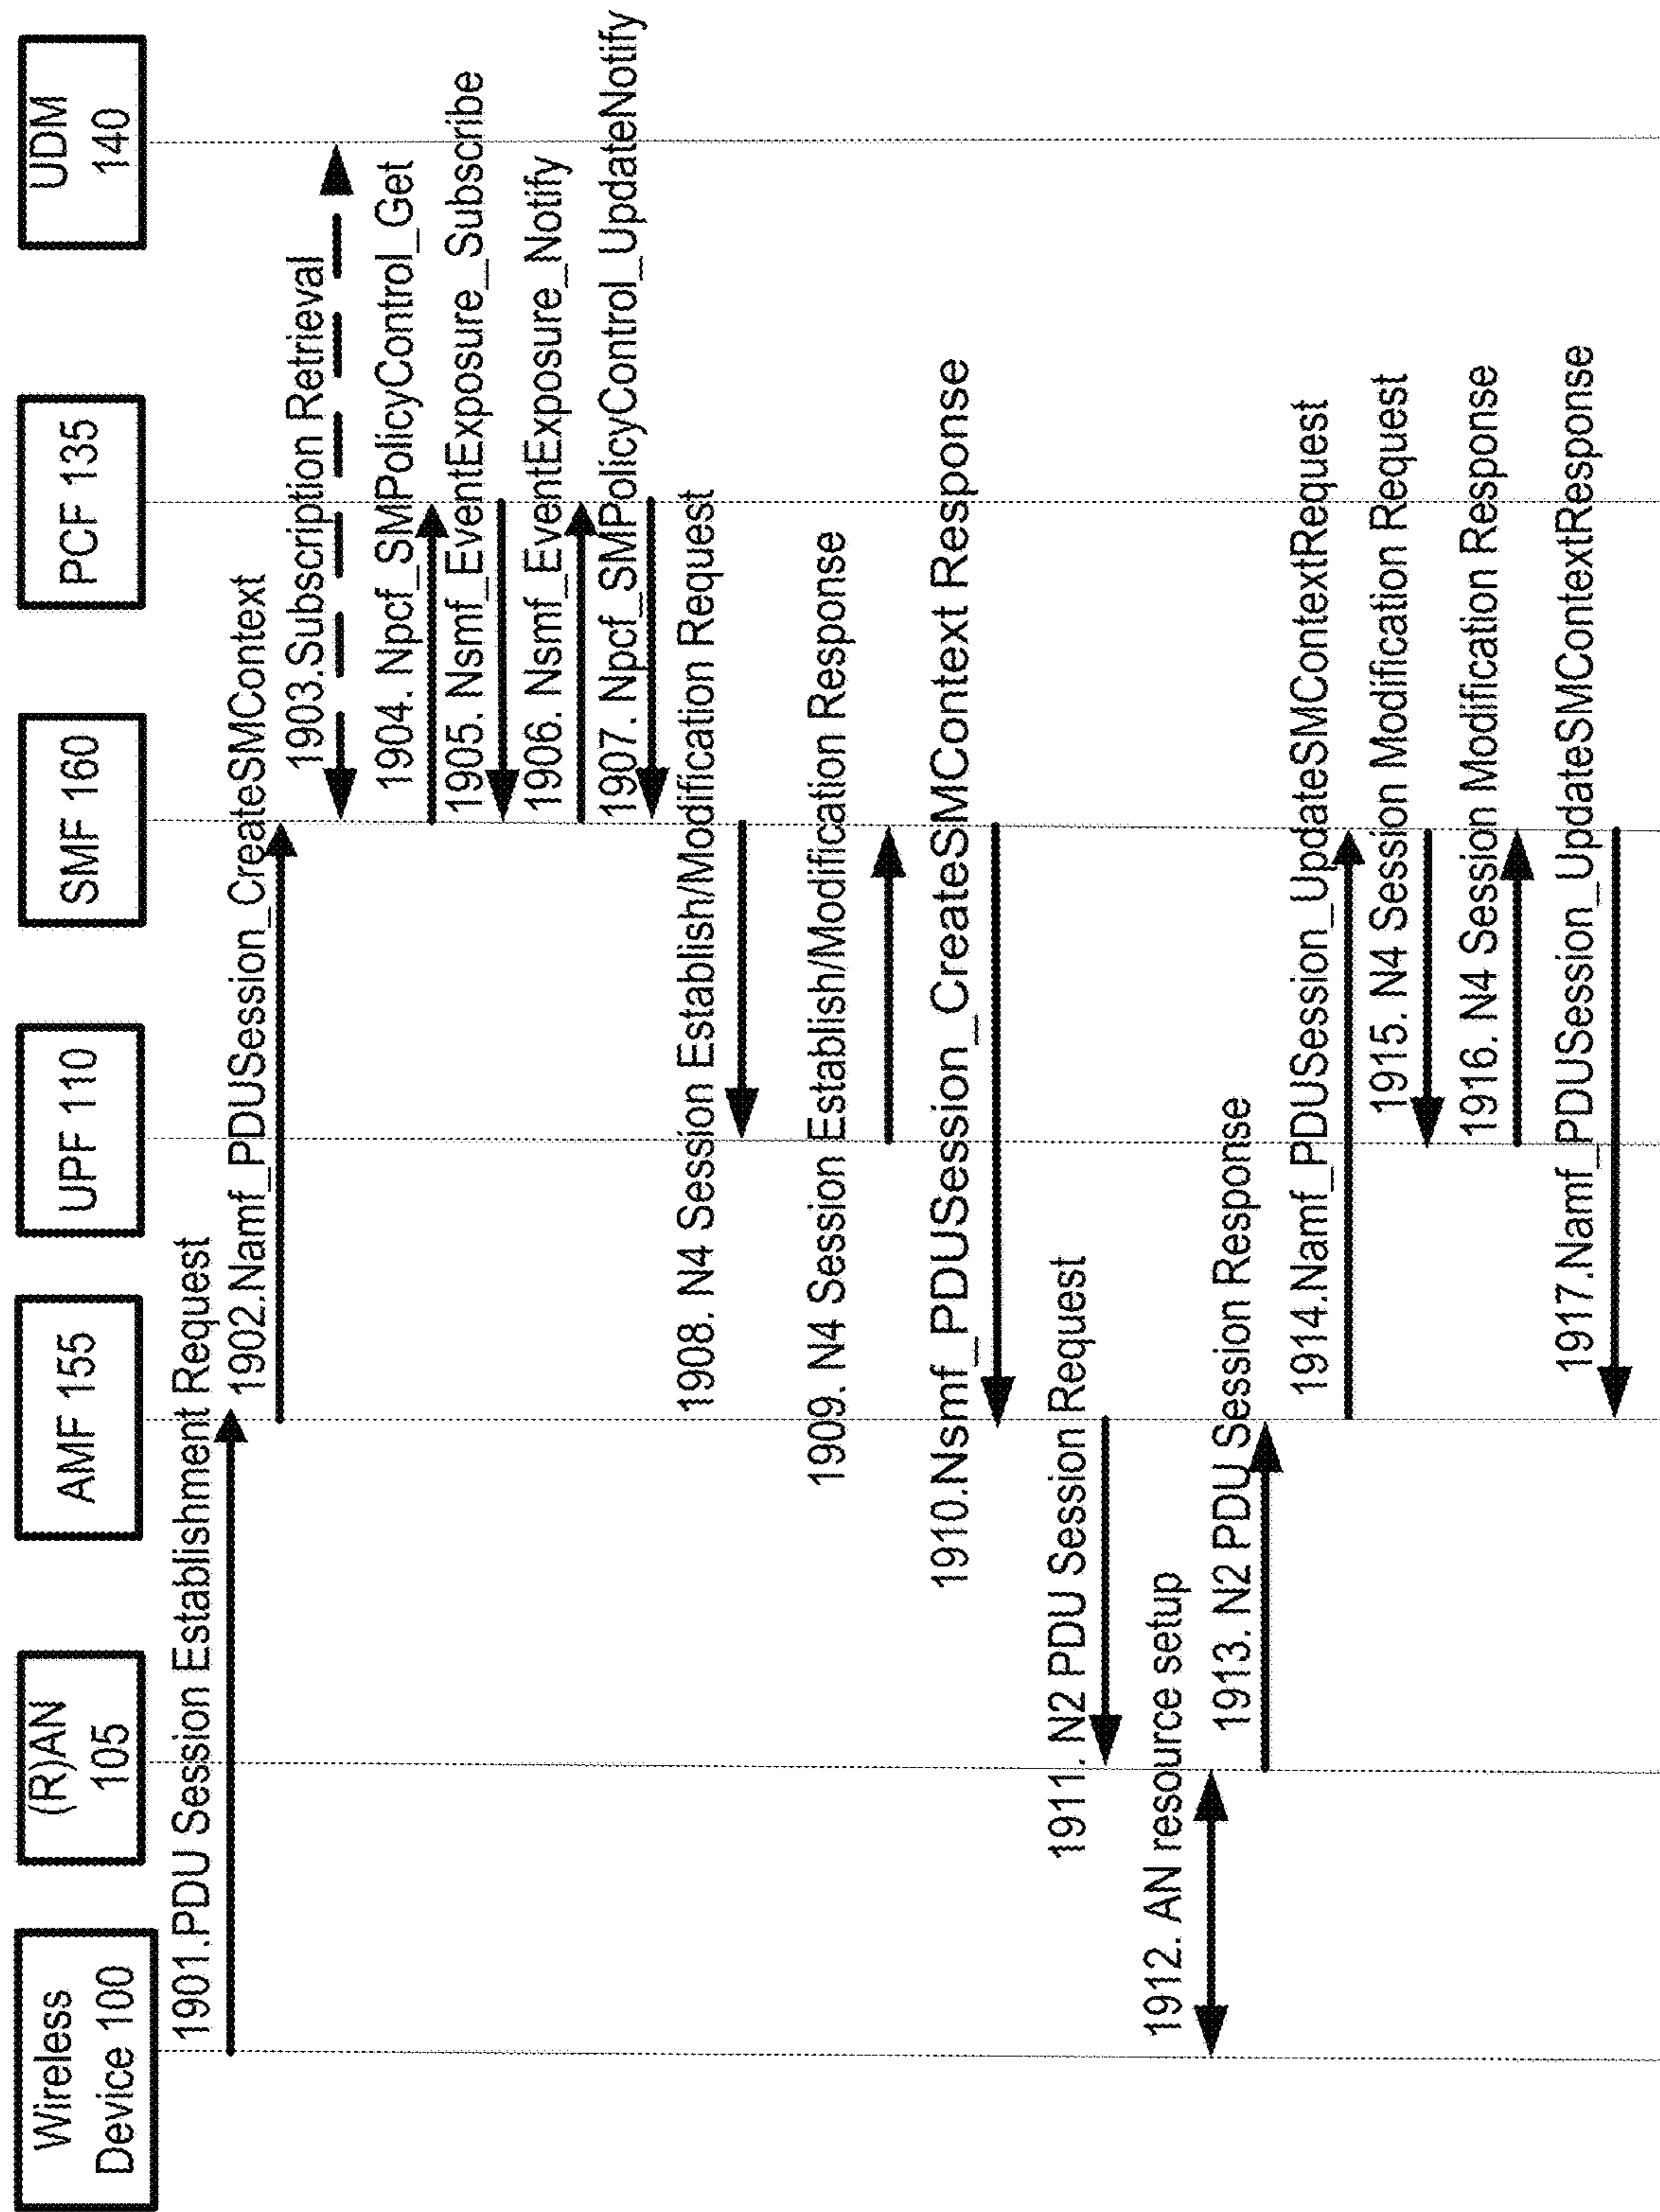 Wireless
Device 100
(R)AN
105
AMF 155
UPF 110
SMF 160
PCF 135
UDM
140
1901.PDU Session Establishment Request
1902.Namf_PDUSession_CreateSMContext
1903.Subscription Retrieval
1904. Npcf_SMPolicyControl_Get
1905. Nsmf_EventExposure_Subscribe
1906. Nsmf_EventExposure_Notify
1907. Npcf_SMPolicyControl_UpdateNotify
1908. N4 Session Establish/Modification Request
1909. N4 Session Establish/Modification Response
1910.Nsmf_PDUSession_CreateSMContext Response
1911. N2 PDU Session Request
1912. AN resource setup
1913. N2 PDU Session Response
1914.Namf_PDUSession_UpdateSMContextRequest
1915. N4 Session Modification Request
1916. N4 Session Modification Response
1917.Namf_PDUSession_UpdateSMContextResponse